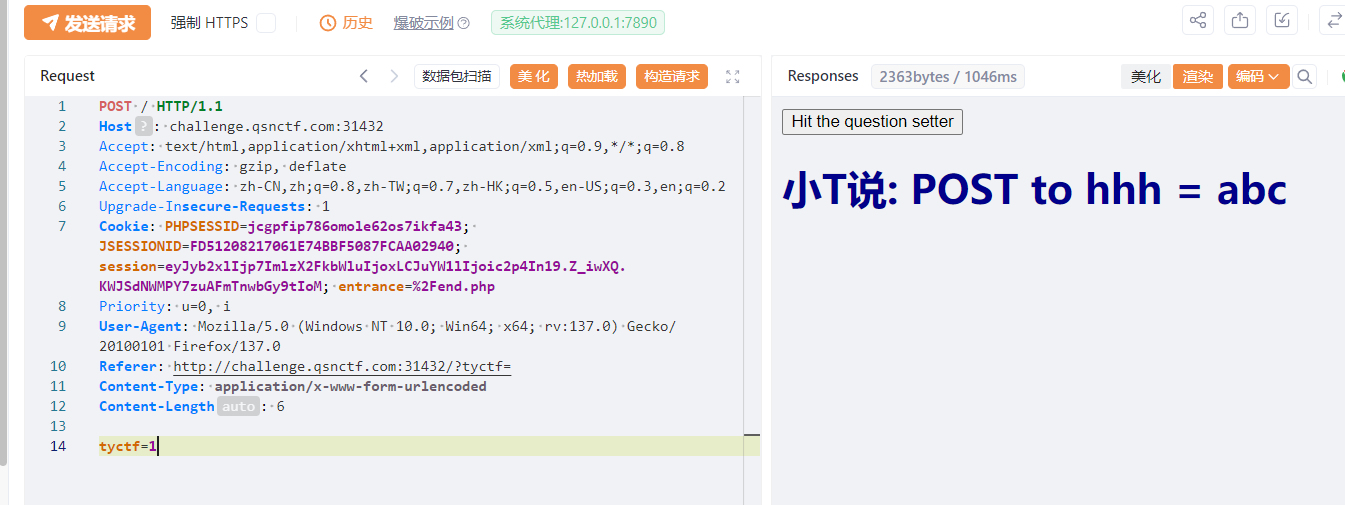 发送请求 强制 HTTPS 历史 爆破示例 ? 系统代理:127.0.0.1:7890
Request 数据包扫描 美化 热加载 构造请求
Responses 2363bytes / 1046ms 美化 渲染 编码
1 POST / HTTP/1.1
2 Host ? : challenge.qsnctf.com:31432
3 Accept: text/html,application/xhtml+xml,application/xml;q=0.9,*/*;q=0.8
4 Accept-Encoding: gzip, deflate
5 Accept-Language: zh-CN,zh;q=0.8,zh-TW;q=0.7,zh-HK;q=0.5,en-US;q=0.3,en;q=0.2
6 Upgrade-Insecure-Requests: 1
7 Cookie: PHPSESSID=jcgpfip786omole62os7ikfa43;
JSESSIONID=FD51208217061E74BBF5087FCAA02940;
session=eyJyb2xlIjp7ImlzX2FkbWluIjoxLCJuYW1lIjoic2p4In19.Z_iwXQ.
KWJSdNWMPY7zuAFmTnwbGy9tIoM; entrance=%2Fend.php
8 Priority: u=0, i
9 User-Agent: Mozilla/5.0 (Windows NT 10.0; Win64; x64; rv:137.0) Gecko/
20100101 Firefox/137.0
10 Referer: http://challenge.qsnctf.com:31432/?tyctf=
11 Content-Type: application/x-www-form-urlencoded
12 Content-Length auto : 6
13
14 tyctf=1
Hit the question setter
小T说: POST to hhh = abc